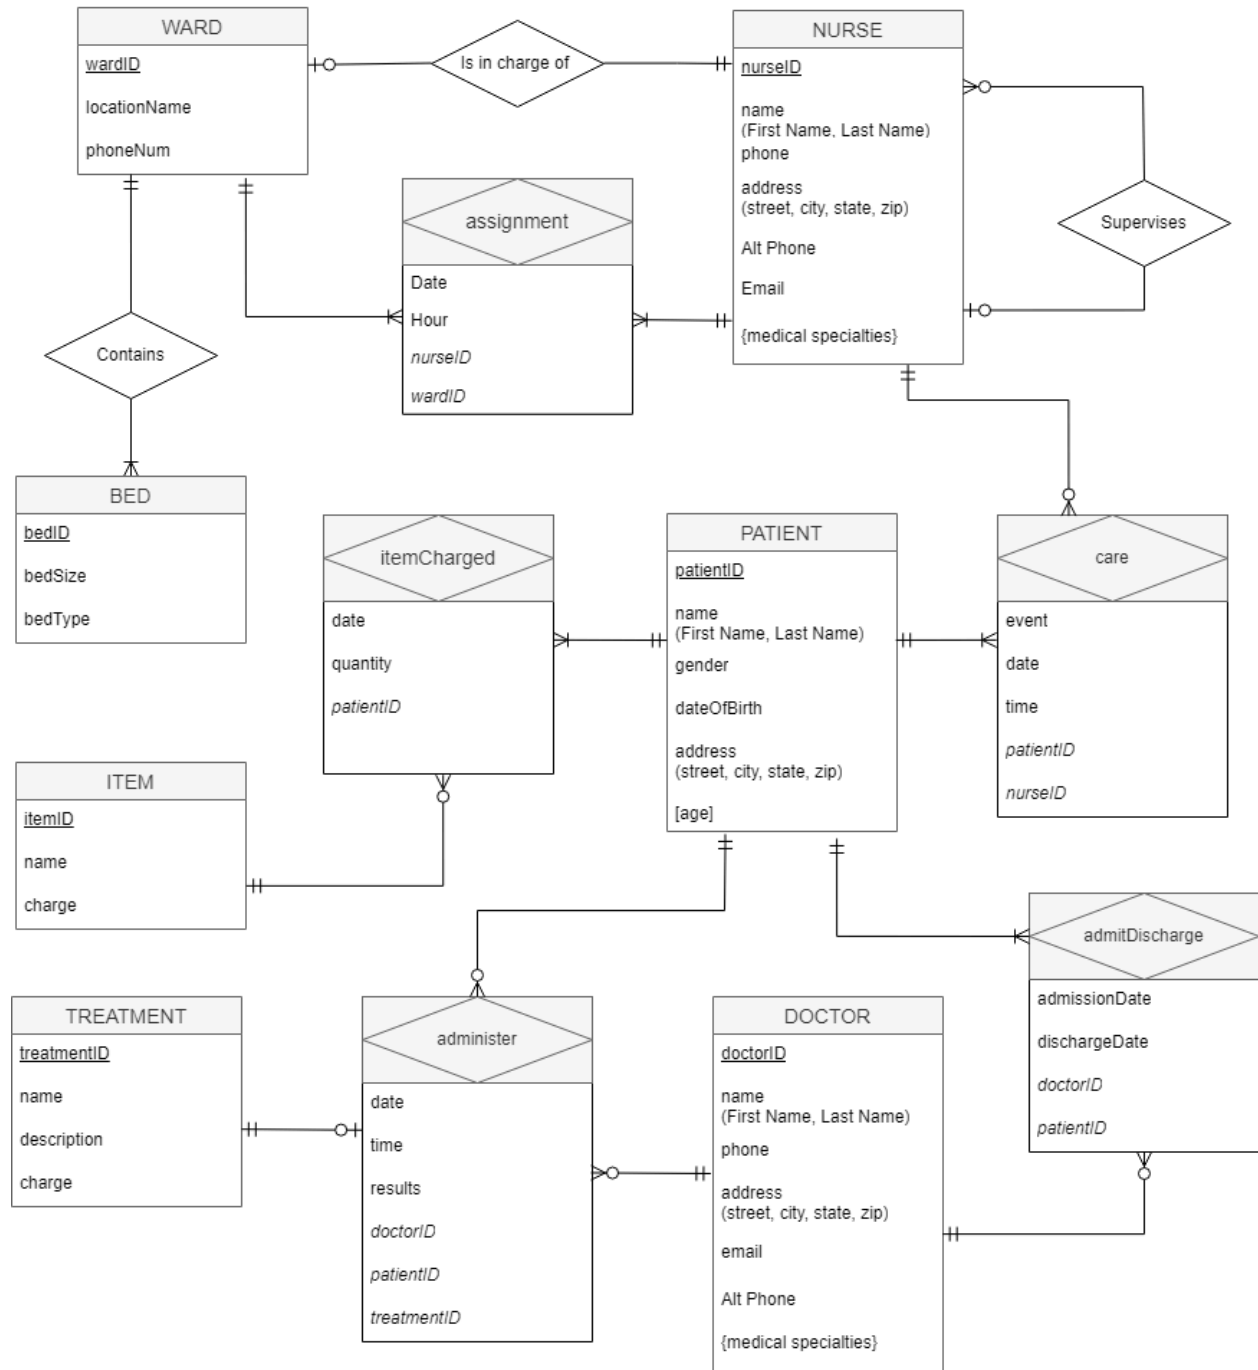 WARD
wardID
locationName
phoneNum
Is in charge of
NURSE
nurseID
name
(First Name, Last Name)
phone
address
(street, city, state, zip)
Alt Phone
Email
{medical specialties}
Supervises
assignment
Date
Hour
nurseID
wardID
Contains
BED
bedID
bedSize
bedType
itemCharged
date
quantity
patientID
PATIENT
patientID
name
(First Name, Last Name)
gender
dateOfBirth
address
(street, city, state, zip)
[age]
care
event
date
time
patientID
nurseID
ITEM
itemID
name
charge
admitDischarge
admissionDate
dischargeDate
doctorID
patientID
TREATMENT
treatmentID
name
description
charge
administer
date
time
results
doctorID
patientID
treatmentID
DOCTOR
doctorID
name
(First Name, Last Name)
phone
address
(street, city, state, zip)
email
Alt Phone
{medical specialties}